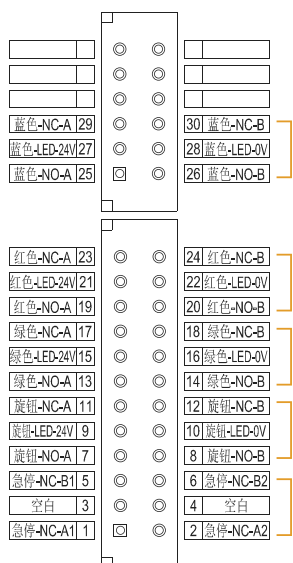 蓝色-NC-A 29 30 蓝色-NC-B
蓝色-LED-24V 27 28 蓝色-LED-0V
蓝色-NO-A 25 26 蓝色-NO-B
红色-NC-A 23 24 红色-NC-B
红色-LED-24V 21 22 红色-LED-0V
红色-NO-A 19 20 红色-NO-B
绿色-NC-A 17 18 绿色-NC-B
绿色-LED-24V 15 16 绿色-LED-0V
绿色-NO-A 13 14 绿色-NO-B
旋钮-NC-A 11 12 旋钮-NC-B
旋钮-LED-24V 9 10 旋钮-LED-0V
旋钮-NO-A 7 8 旋钮-NO-B
急停-NC-B1 5 6 急停-NC-B2
空白 3 4 空白
急停-NC-A1 1 2 急停-NC-A2